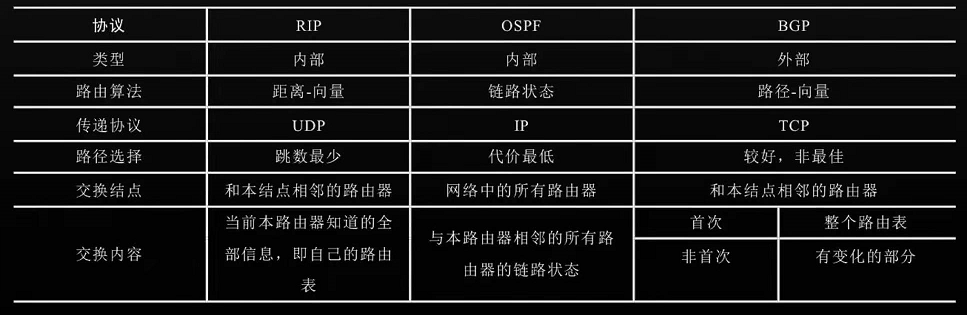 协议 RIP OSPF BGP
类型 内部 内部 外部
路由算法 距离-向量 链路状态 路径-向量
传递协议 UDP IP TCP
路径选择 跳数最少 代价最低 较好，非最佳
交换结点 和本结点相邻的路由器 网络中的所有路由器 和本结点相邻的路由器
交换内容
当前本路由器知道的全
部信息，即自己的路由
表
与本路由器相邻的所有路
由器的链路状态
首次 整个路由表
非首次 有变化的部分